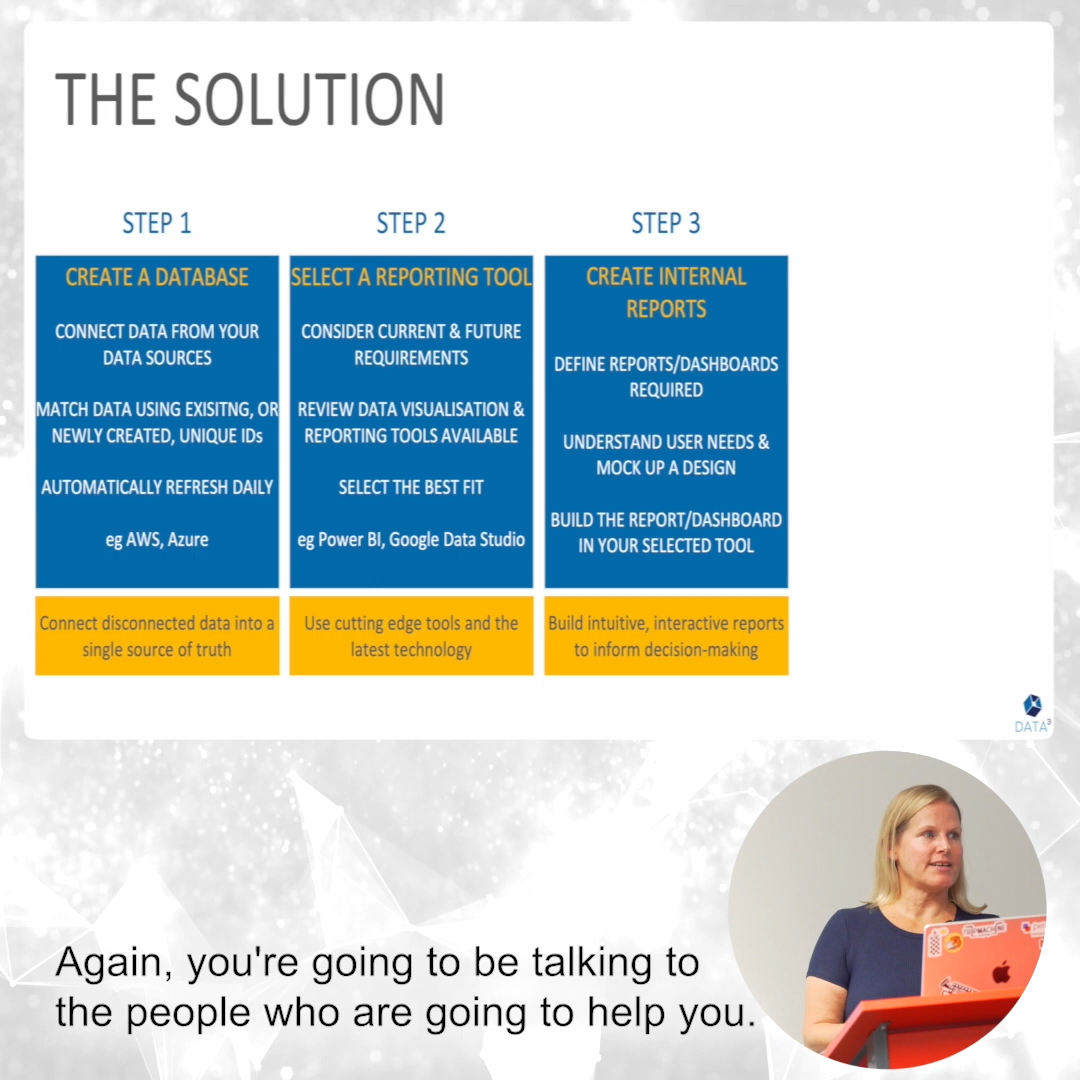 THE SOLUTION
STEP 1
CREATE A DATABASE
CONNECT DATA FROM YOUR
DATA SOURCES
MATCH DATA USING EXISITNG, OR
NEWLY CREATED, UNIQUE IDs
AUTOMATICALLY REFRESH DAILY
eg AWS, Azure
Connect disconnected data into a
single source of truth
STEP 2
SELECT A REPORTING TOOL
CONSIDER CURRENT & FUTURE
REQUIREMENTS
REVIEW DATA VISUALISATION &
REPORTING TOOLS AVAILABLE
SELECT THE BEST FIT
eg Power BI, Google Data Studio
Use cutting edge tools and the
latest technology
STEP 3
CREATE INTERNAL
REPORTS
DEFINE REPORTS/DASHBOARDS
REQUIRED
UNDERSTAND USER NEEDS &
MOCK UP A DESIGN
BUILD THE REPORT/DASHBOARD
IN YOUR SELECTED TOOL
Build intuitive, interactive reports
to inform decision-making
DATA³
Again, you're going to be talking to
the people who are going to help you.